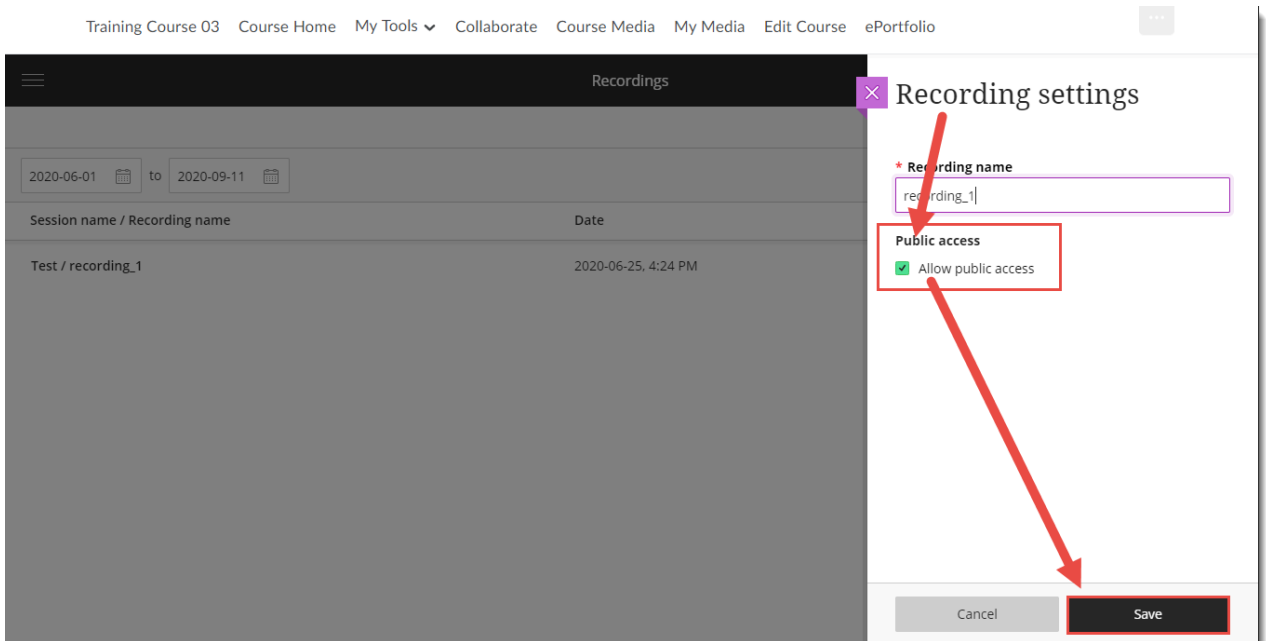 Training Course 03 Course Home My Tools Collaborate Course Media My Media Edit Course ePortfolio
Recordings
2020-06-01 to 2020-09-11
Session name / Recording name Date
Test / recording_1 2020-06-25, 4:24 PM
Recording settings
* Recording name
recording_1
Public access
Allow public access
Cancel Save